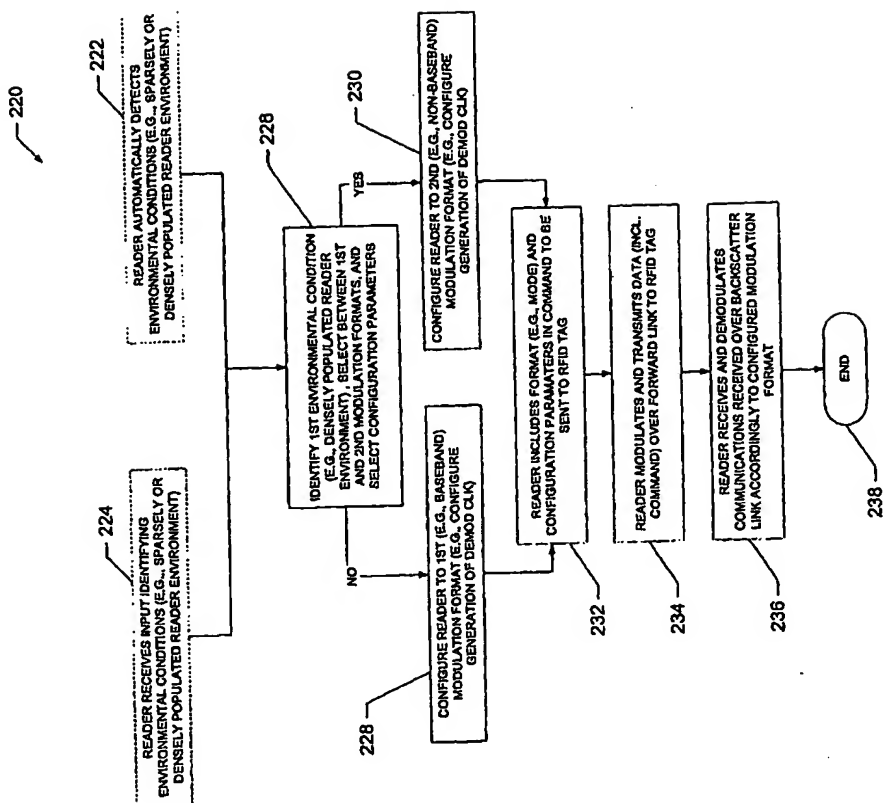 220
224
READER RECEIVES INPUT IDENTIFYING
ENVIRONMENTAL CONDITIONS (E.G., SPARSELY OR
DENSELY POPULATED READER ENVIRONMENT)
222
READER AUTOMATICALLY DETECTS
ENVIRONMENTAL CONDITIONS (E.G., SPARSELY OR
DENSELY POPULATED READER ENVIRONMENT)
228
IDENTIFY 1ST ENVIRONMENTAL CONDITION
(E.G., DENSELY POPULATED READER
ENVIRONMENT), SELECT BETWEEN 1ST
AND 2ND MODULATION FORMATS, AND
SELECT CONFIGURATION PARAMETERS
NO
YES
228
CONFIGURE READER TO 1ST (E.G., BASEBAND)
MODULATION FORMAT (E.G., CONFIGURE
GENERATION OF DEMOD CLK)
230
CONFIGURE READER TO 2ND (E.G., NON-BASEBAND)
MODULATION FORMAT (E.G., CONFIGURE
GENERATION OF DEMOD CLK)
READER INCLUDES FORMAT (E.G., MODE) AND
CONFIGURATION PARAMATERS IN COMMAND TO BE
SENT TO RFID TAG
232
READER MODULATES AND TRANSMITS DATA (INCL.
COMMAND) OVER FORWARD LINK TO RFID TAG
234
READER RECEIVES AND DEMODULATES
COMMUNICATIONS RECEIVED OVER BACKSCATTER
LINK ACCORDINGLY TO CONFIGURED MODULATION
FORMAT
236
END
238